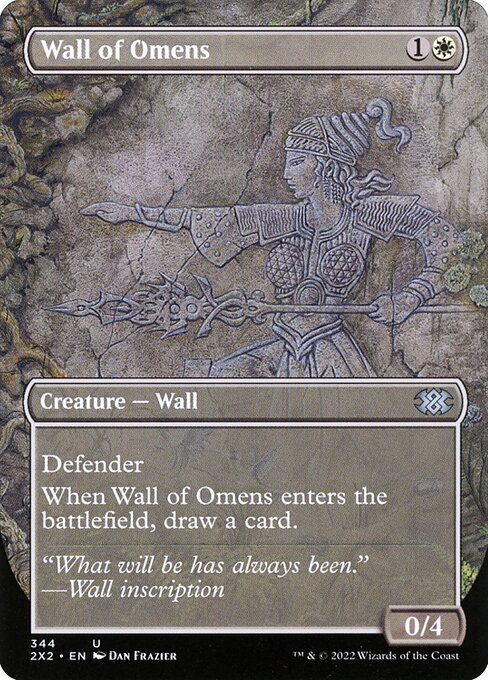 Wall of Omens 1
Creature — Wall
Defender
When Wall of Omens enters the
battlefield, draw a card.
“What will be has always been.”
—Wall inscription
0/4
344 U
2X2 • EN Dan Frazier
™ & © 2022 Wizards of the Coast